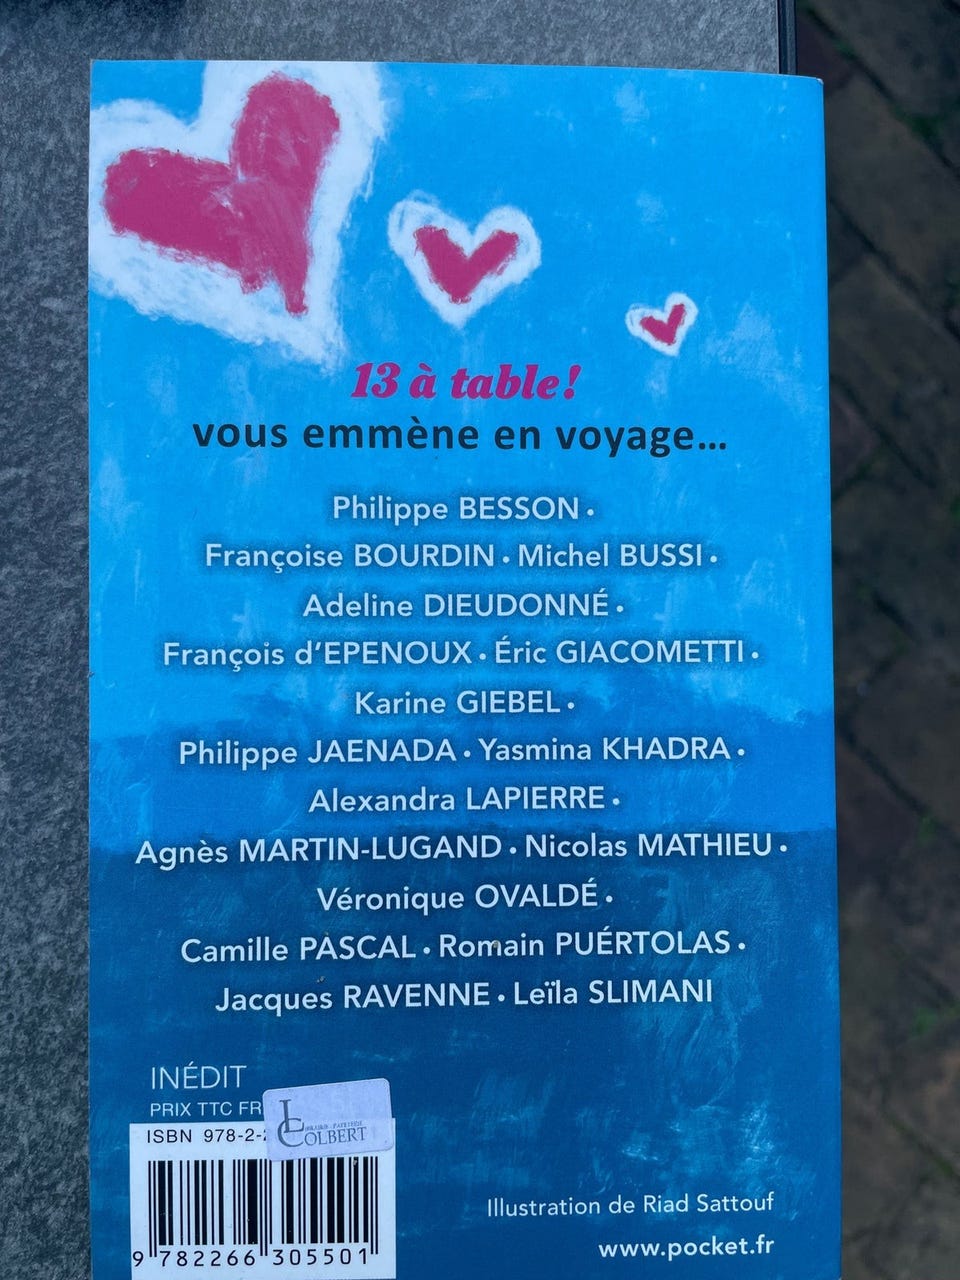 13 à table!
vous emmène en voyage...
Philippe BESSON •
Françoise BOURDIN • Michel BUSSI •
Adeline DIEUDONNÉ •
François d'EPENOUX • Éric GIACOMETTI •
Karine GIEBEL •
Philippe JAENADA • Yasmina KHADRA •
Alexandra LAPIERRE •
Agnès MARTIN-LUGAND • Nicolas MATHIEU •
Véronique OVALDÉ •
Camille PASCAL • Romain PUÉRTOLAS •
Jacques RAVENNE • Leïla SLIMANI
INÉDIT
PRIX TTC FR
ISBN 978-2-2
LIBRAIRIE PAPETERIE
COLBERT
9 782266 305501
Illustration de Riad Sattouf
www.pocket.fr